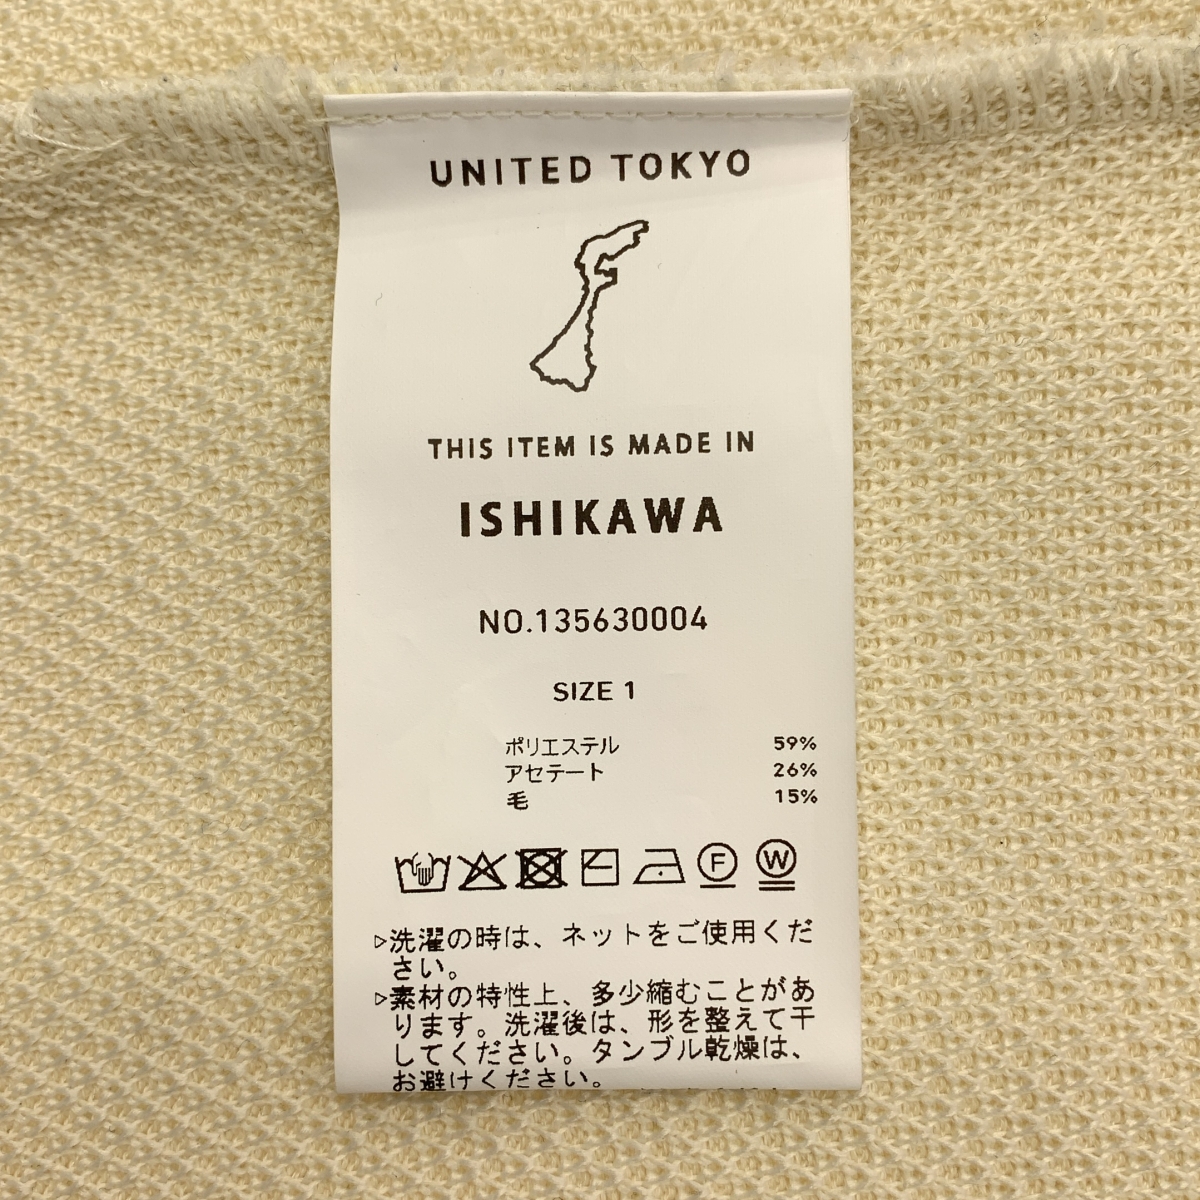 UNITED TOKYO
THIS ITEM IS MADE IN
ISHIKAWA
NO.135630004
SIZE 1
ポリエステル 59%
アセテート 26%
毛 15%
F W
▷洗濯の時は、ネットをご使用くだ
さい。
▷素材の特性上、多少縮むことがあ
ります。洗濯後は、形を整えて干
してください。タンブル乾燥は、
お避けください。